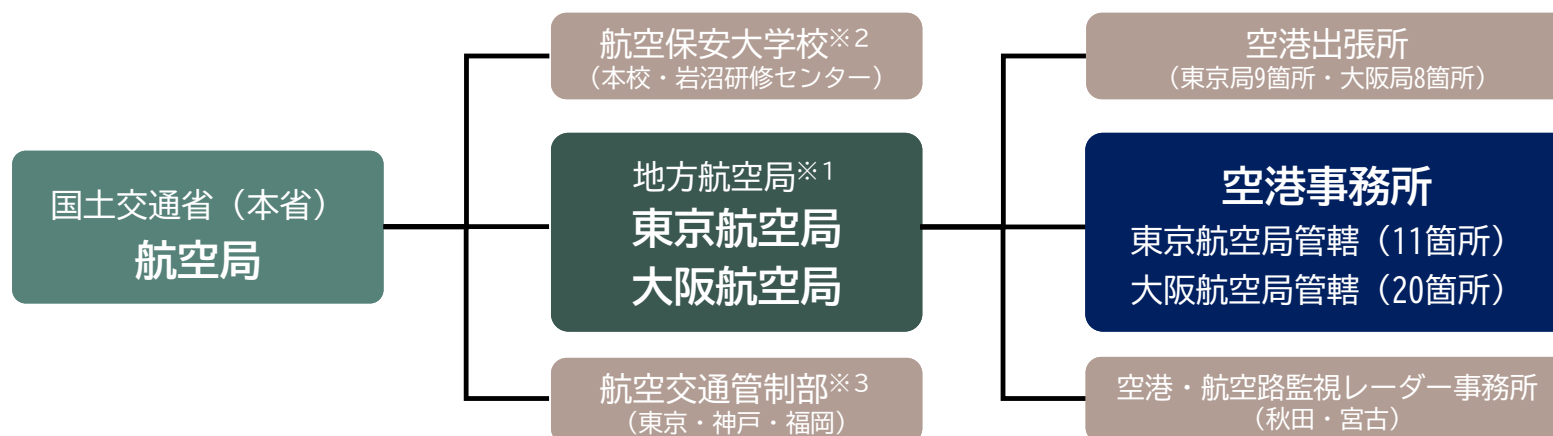 国土交通省（本省）
航空局
航空保安大学校※2
（本校・岩沼研修センター）
地方航空局※1
東京航空局
大阪航空局
航空交通管制部※3
（東京・神戸・福岡）
空港出張所
（東京局9箇所・大阪局8箇所）
空港事務所
東京航空局管轄（11箇所）
大阪航空局管轄（20箇所）
空港・航空路監視レーダー事務所
（秋田・宮古）